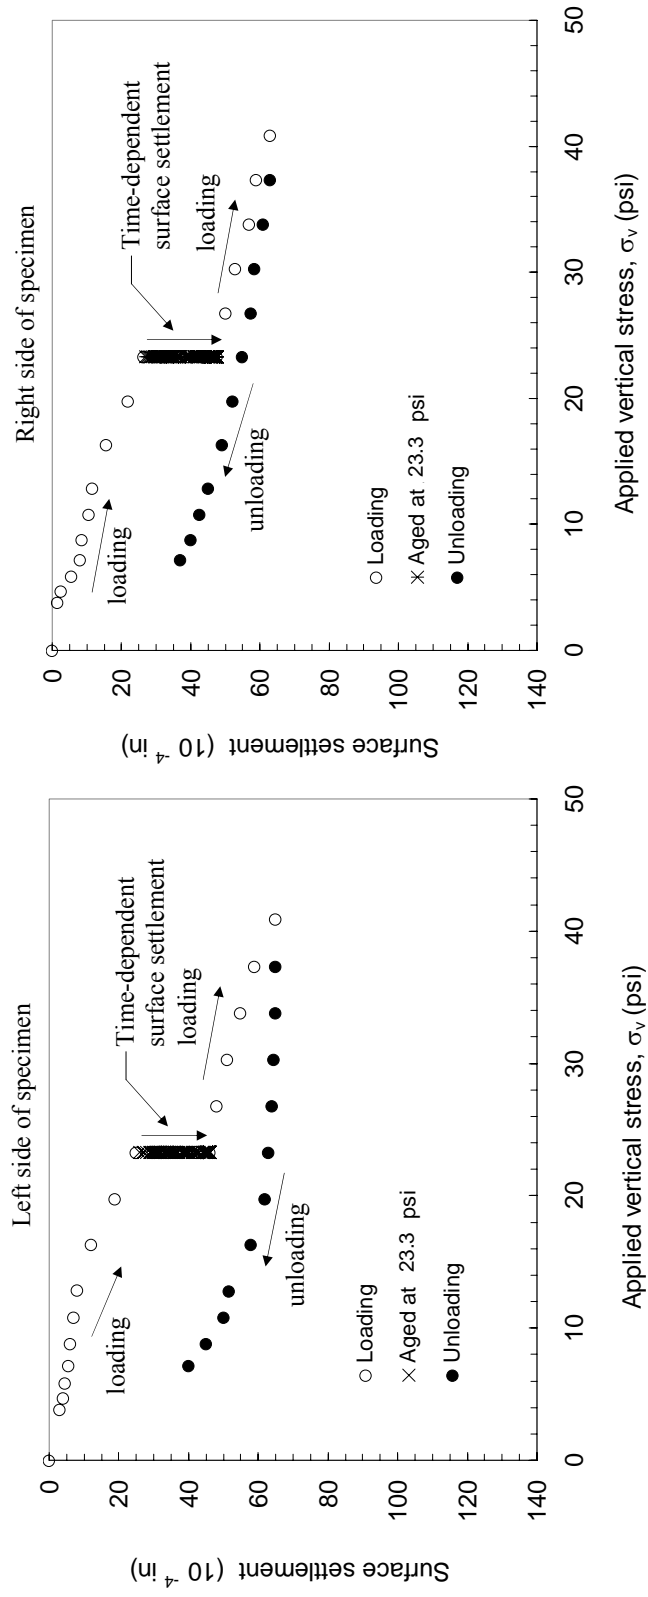 Left side of specimen
Surface settlement (10 -4 in)
0
20
40
60
80
100
120
140
Time-dependent
surface settlement
loading
loading
unloading
Loading
Aged at 23.3 psi
Unloading
0
10
20
30
40
50
Applied vertical stress, σv (psi)
Right side of specimen
Surface settlement (10 -4 in)
0
20
40
60
80
100
120
140
Time-dependent
surface settlement
loading
loading
unloading
Loading
Aged at 23.3 psi
Unloading
0
10
20
30
40
50
Applied vertical stress, σv (psi)